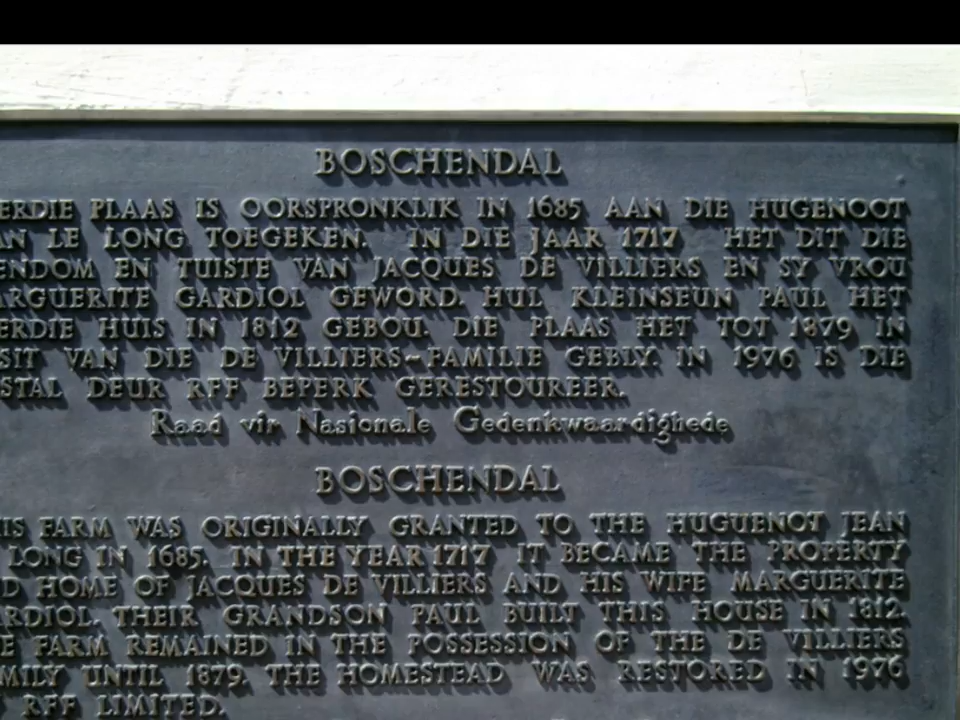 BOSCHENDAL
ERDIE PLAAS IS OORSPRONKLIK IN 1685 AAN DIE HUGENOOT
AN LE LONG TOEGEKEN. IN DIE JAAR 1717 HET DIT DIE
ENDOM EN TUISTE VAN JACQUES DE VILLIERS EN SY VROU
ARGUERITE GARDIOL GEWORD. HUL KLEINSEUN PAUL HET
ERDIE HUIS IN 1812 GEBOU. DIE PLAAS HET TOT 1879 IN
SIT VAN DIE DE VILLIERS-FAMILIE GEBLY. IN 1976 IS DIE
STAL DEUR RFF BEPERK GERESTOUREER.
Raad vir Nasionale Gedenkwaardighede
BOSCHENDAL
IS FARM WAS ORIGINALLY GRANTED TO THE HUGUENOT JEAN
LONG IN 1685. IN THE YEAR 1717 IT BECAME THE PROPERTY
D HOME OF JACQUES DE VILLIERS AND HIS WIFE MARGUERITE
ARDIOL. THEIR GRANDSON PAUL BUILT THIS HOUSE IN 1812.
E FARM REMAINED IN THE POSSESSION OF THE DE VILLIERS
MILY UNTIL 1879. THE HOMESTEAD WAS RESTORED IN 1976
RFF LIMITED.